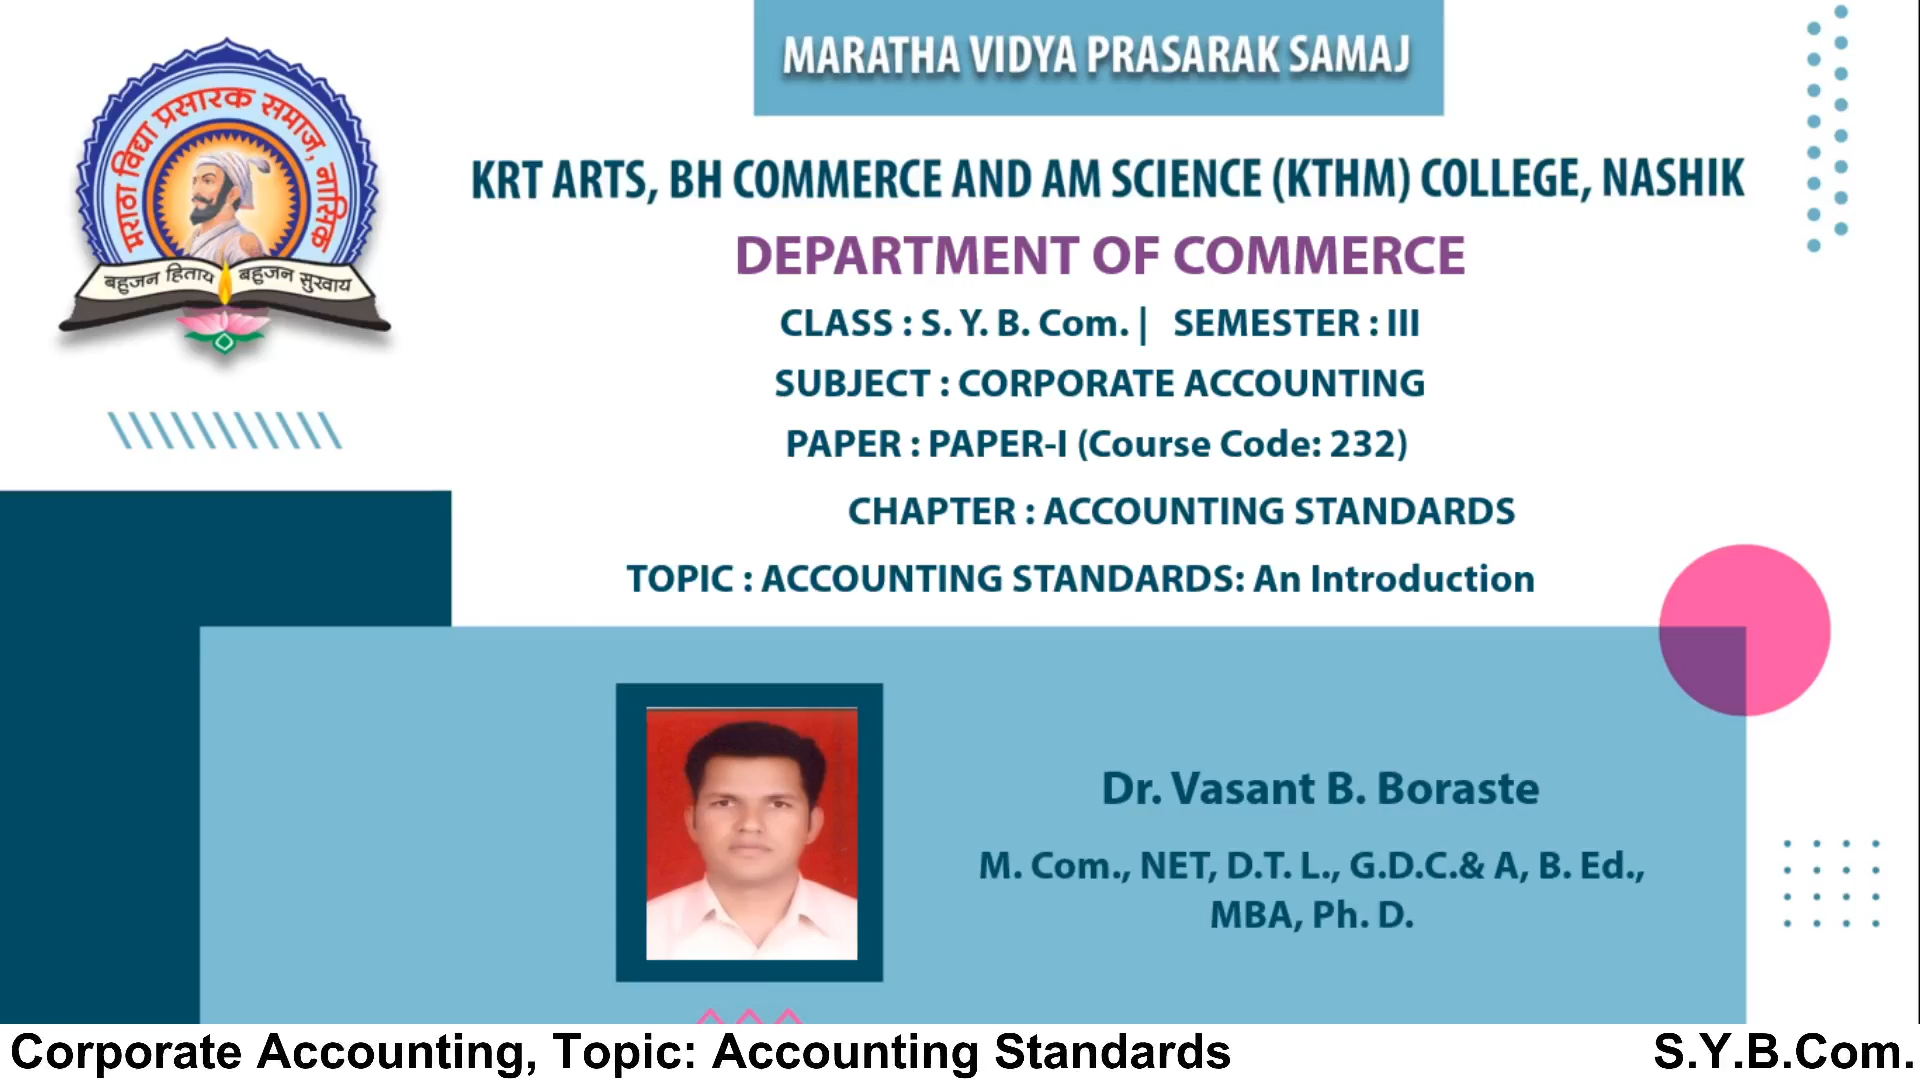 मराठा विद्या प्रसारक समाज, नाशिक
बहुजन हिताय बहुजन सुखाय
MARATHA VIDYA PRASARAK SAMAJ
KRT ARTS, BH COMMERCE AND AM SCIENCE (KTHM) COLLEGE, NASHIK
DEPARTMENT OF COMMERCE
CLASS : S. Y. B. Com. | SEMESTER : III
SUBJECT : CORPORATE ACCOUNTING
PAPER : PAPER-I (Course Code: 232)
CHAPTER : ACCOUNTING STANDARDS
TOPIC : ACCOUNTING STANDARDS: An Introduction
Dr. Vasant B. Boraste
M. Com., NET, D.T. L., G.D.C.& A, B. Ed.,
MBA, Ph. D.
Corporate Accounting, Topic: Accounting Standards S.Y.B.Com.